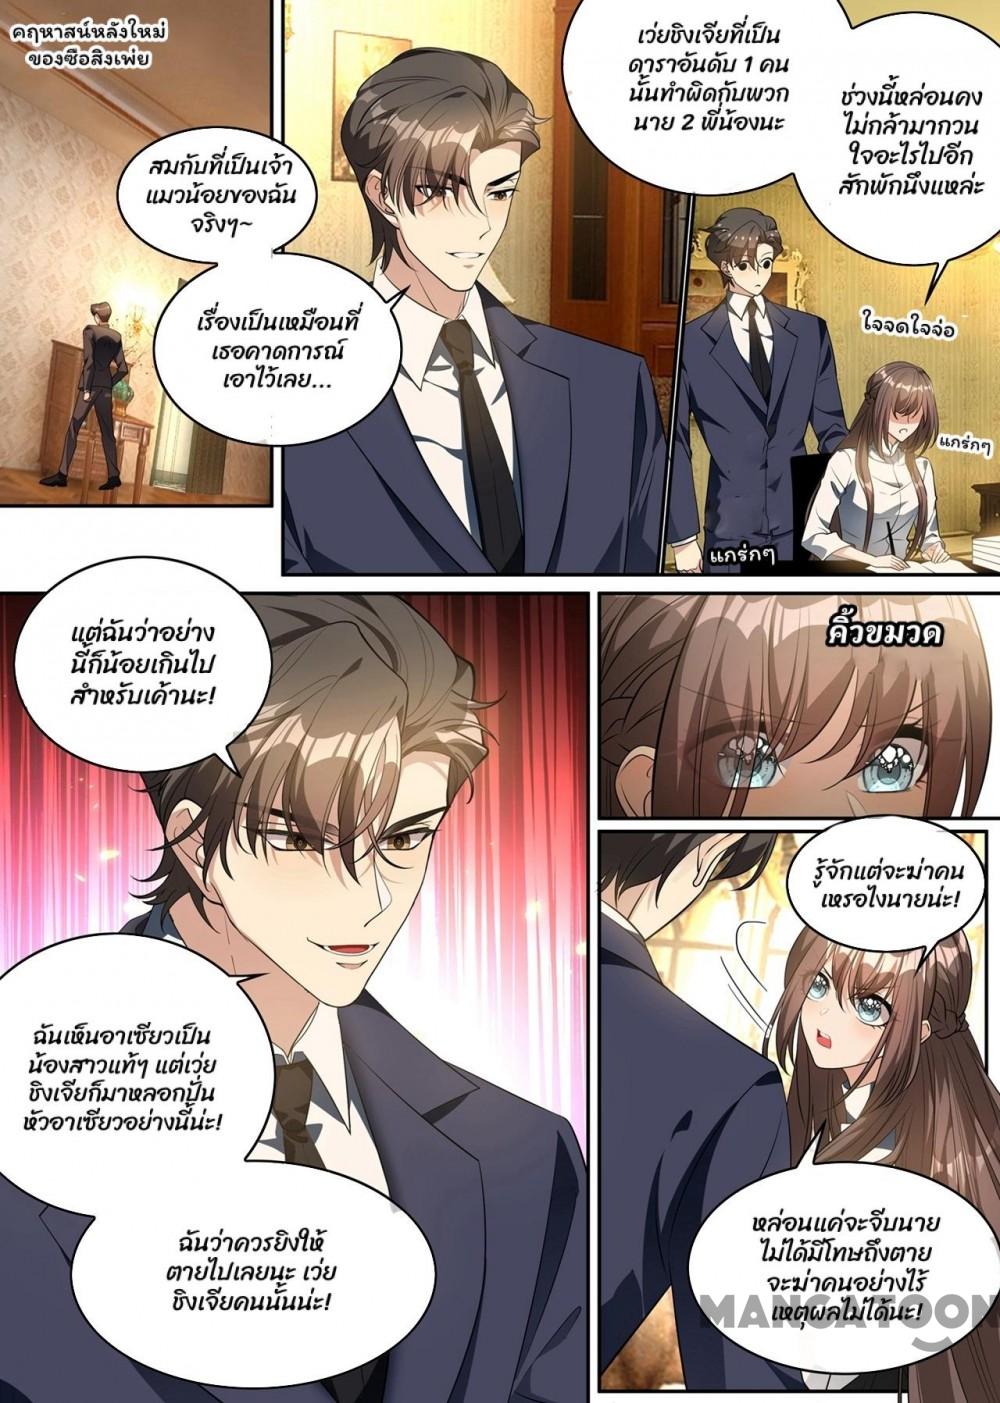 คฤหาสน์หลังใหม่
ของซือสิงเพ่ย
สมกับที่เป็นเจ้า
แมวน้อยของฉัน
จริงๆ~
เรื่องเป็นเหมือนที่
เธอคาดการณ์
เอาไว้เลย...
เว่ยชิงเจียที่เป็น
ดาราอันดับ 1 คน
นั้นทำผิดกับพวก
นาย 2 พี่น้องนะ
ช่วงนี้หล่อนคง
ไม่กล้ามากวน
ใจอะไรไปอีก
สักพักนึงแหล่ะ
ใจจดใจจ่อ
แกร่กๆ
แกร่กๆ
แต่ฉันว่าอย่าง
นี้ก็น้อยเกินไป
สำหรับเค้านะ!
คิ้วขมวด
รู้จักแต่จะฆ่าคน
เหรอไงนายน่ะ!
ฉันเห็นอาเซียวเป็น
น้องสาวแท้ๆ แต่เว่ย
ชิงเจียก็มาหลอกปั่น
หัวอาเซียวอย่างนี้น่ะ!
ฉันว่าควรยิงให้
ตายไปเลยนะ เว่ย
ชิงเจียคนนั้นน่ะ!
หล่อนแค่จะจีบนาย
ไม่ได้มีโทษถึงตาย
จะฆ่าคนอย่างไร้
เหตุผลไม่ได้นะ!
MANGATOON